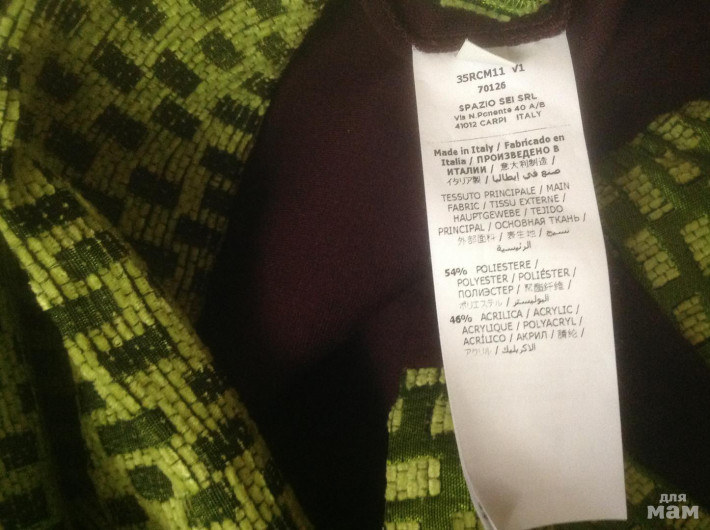 35RCM11 V1
70126
SPAZIO SEI SRL
Via N.Ponente 40 A/B
41012 CARPI ITALY
Made in Italy / Fabricado en
Italia / ПРОИЗВЕДЕНО В
ИТАЛИИ / 意大利制造 /
イタリア製 / صنع في إيطاليا
TESSUTO PRINCIPALE / MAIN
FABRIC / TISSU EXTERNE /
HAUPTGEWEBE / TEJIDO
PRINCIPAL / ОСНОВНАЯ ТКАНЬ /
外部面料 / 表生地 / نسيج
الرئيسية
54% POLIESTERE /
POLYESTER / POLIÉSTER /
ПОЛИЭСТЕР / 聚酯纤维 /
ポリエステル / البوليستر
46% ACRILICA / ACRYLIC /
ACRYLIQUE / POLYACRYL /
ACRÍLICO / АКРИЛ / 腈纶 /
アクリル / الاكريليك
для
мам